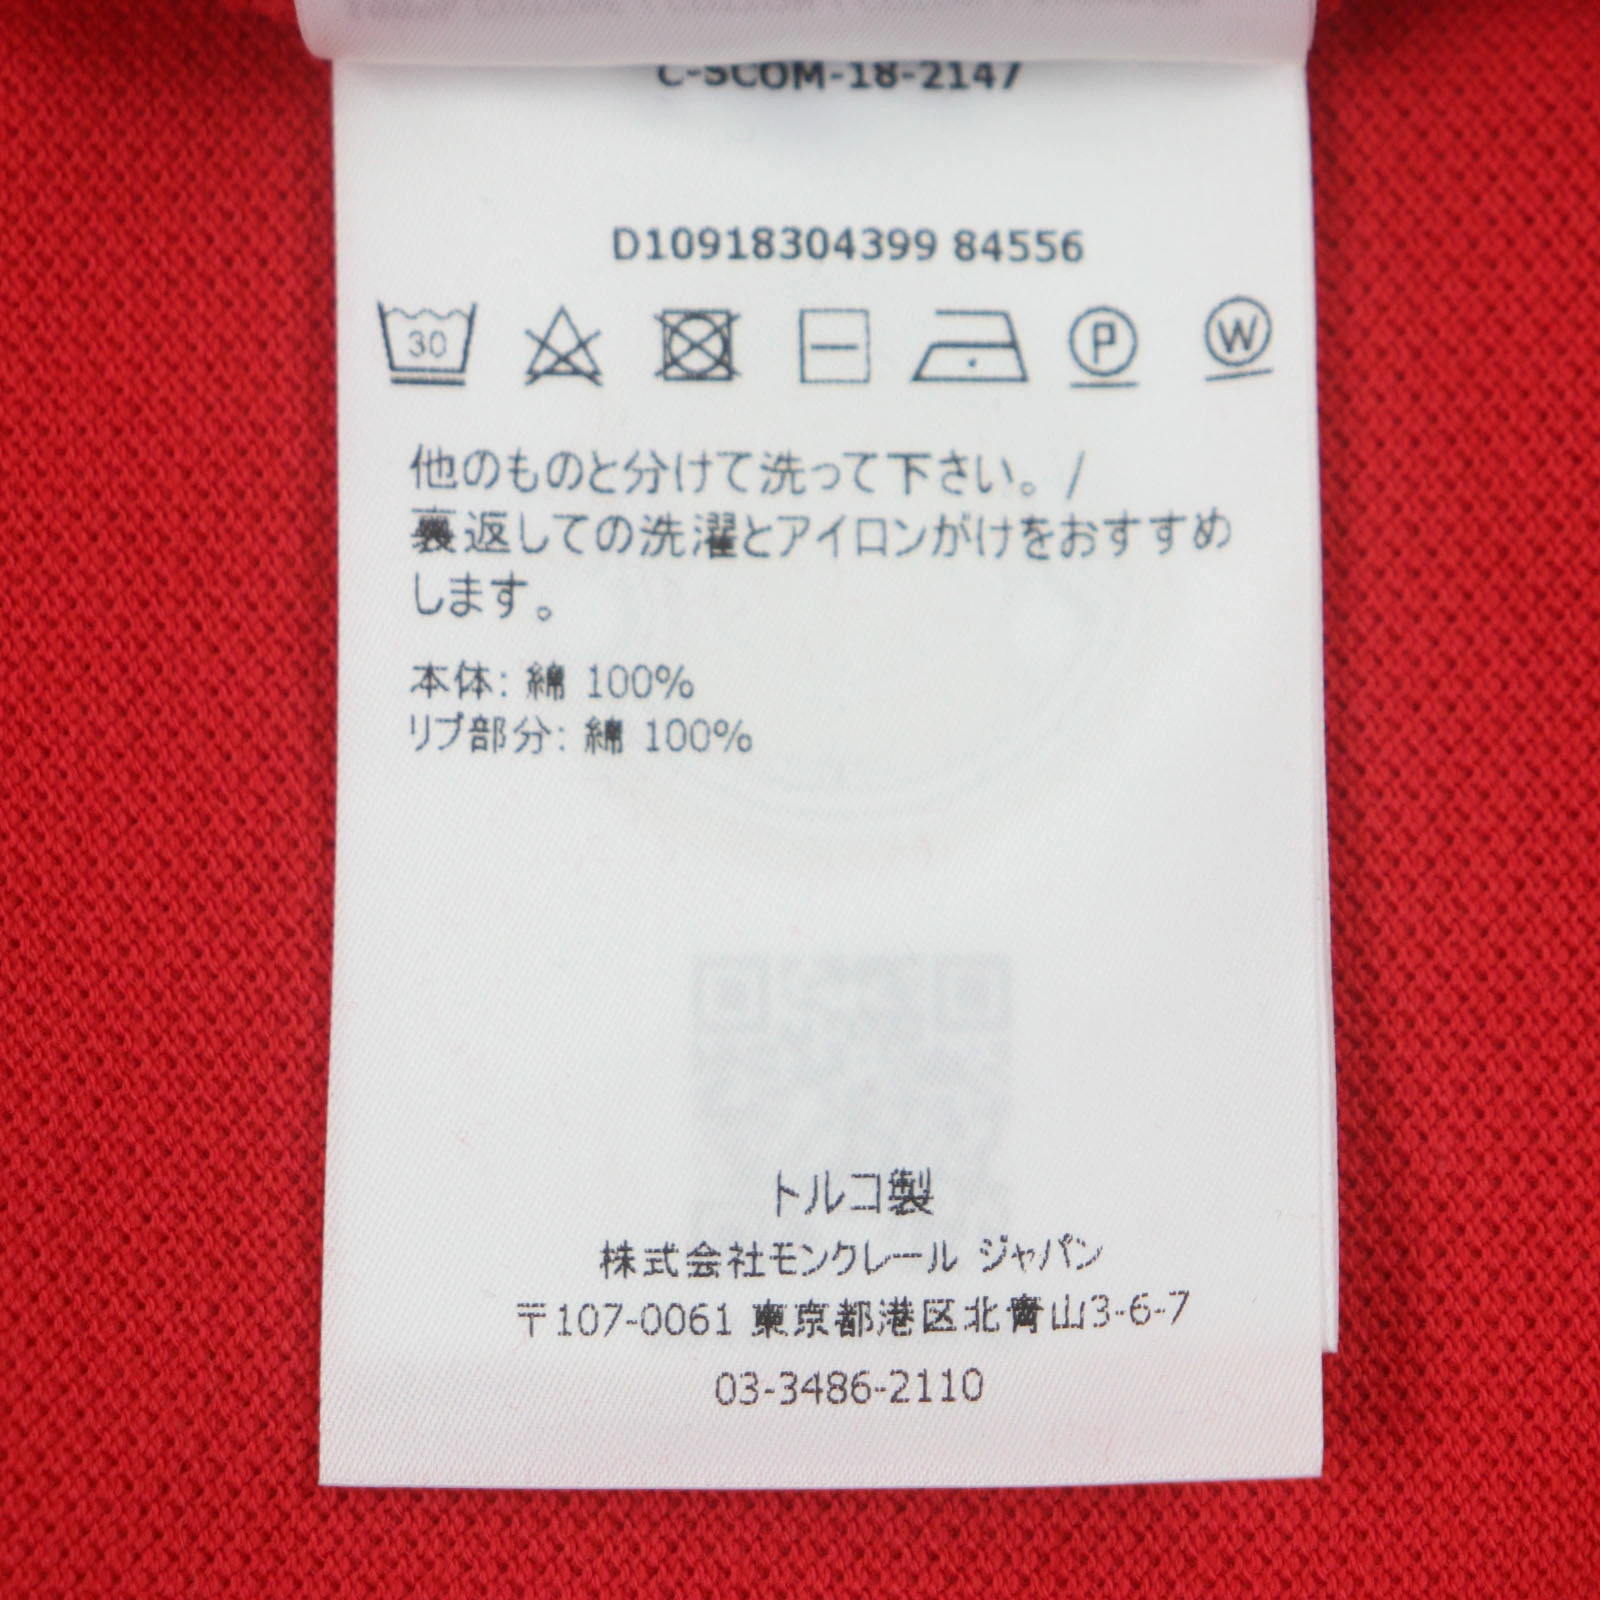 C-SCOM-18-2147
D10918304399 84556
30
P
W
他のものと分けて洗って下さい。/
裏返しての洗濯とアイロンがけをおすすめ
します。
本体: 綿 100%
リブ部分: 綿 100%
トルコ製
株式会社モンクレール ジャパン
〒107-0061 東京都港区北青山3-6-7
03-3486-2110